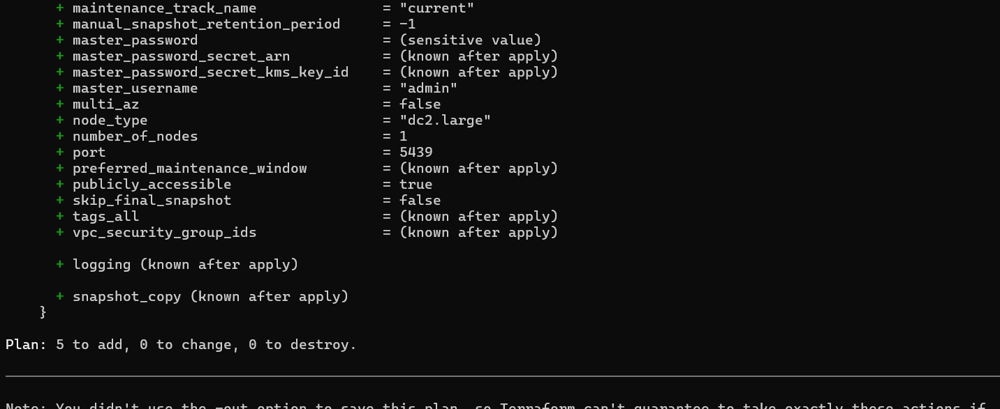 + maintenance_track_name = "current"
+ manual_snapshot_retention_period = -1
+ master_password = (sensitive value)
+ master_password_secret_arn = (known after apply)
+ master_password_secret_kms_key_id = (known after apply)
+ master_username = "admin"
+ multi_az = false
+ node_type = "dc2.large"
+ number_of_nodes = 1
+ port = 5439
+ preferred_maintenance_window = (known after apply)
+ publicly_accessible = true
+ skip_final_snapshot = false
+ tags_all = (known after apply)
+ vpc_security_group_ids = (known after apply)
+ logging (known after apply)
+ snapshot_copy (known after apply)
}
Plan: 5 to add, 0 to change, 0 to destroy.
Note: You didn't use the -out option to save this plan, so Terraform can't guarantee to take exactly these actions if